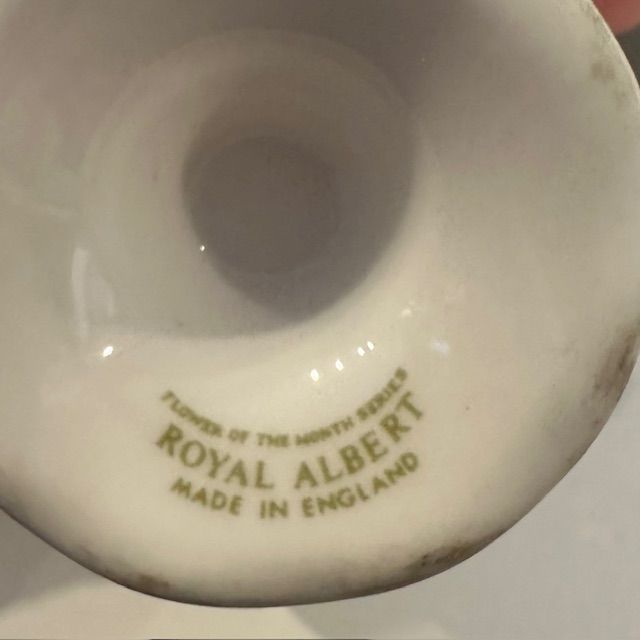 FLOWER OF THE MONTH SERIES
ROYAL ALBERT
MADE IN ENGLAND